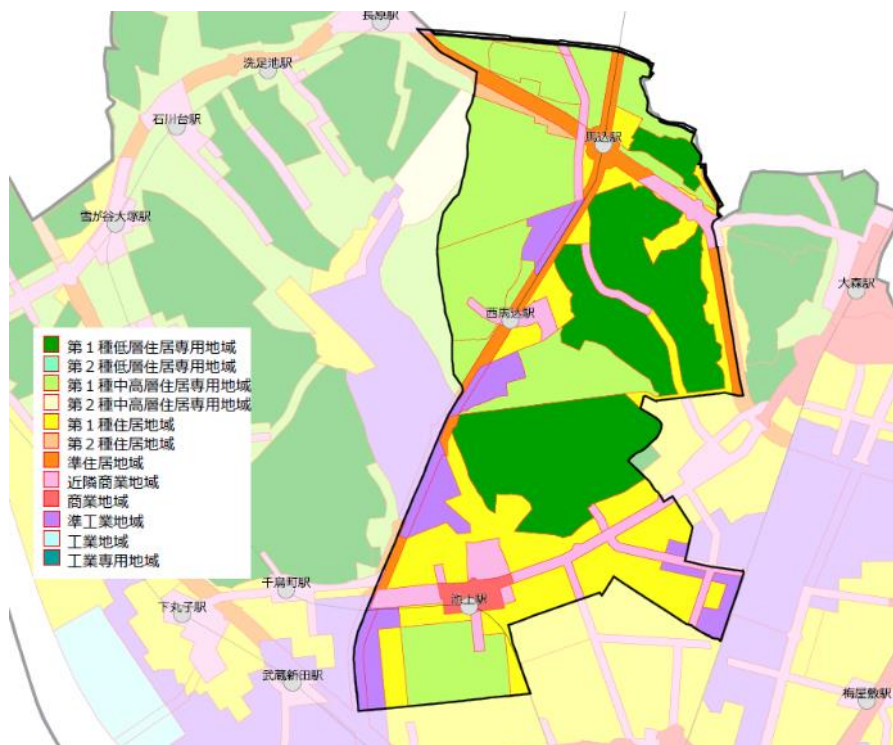 長原駅
洗足池駅
石川台駅
馬込駅
雪が谷大塚駅
大森駅
西馬込駅
第1種低層住居専用地域
第2種低層住居専用地域
第1種中高層住居専用地域
第2種中高層住居専用地域
第1種住居地域
第2種住居地域
準住居地域
近隣商業地域
商業地域
準工業地域
工業地域
工業専用地域
千鳥町駅
下丸子駅
池上駅
武蔵新田駅
梅屋敷駅